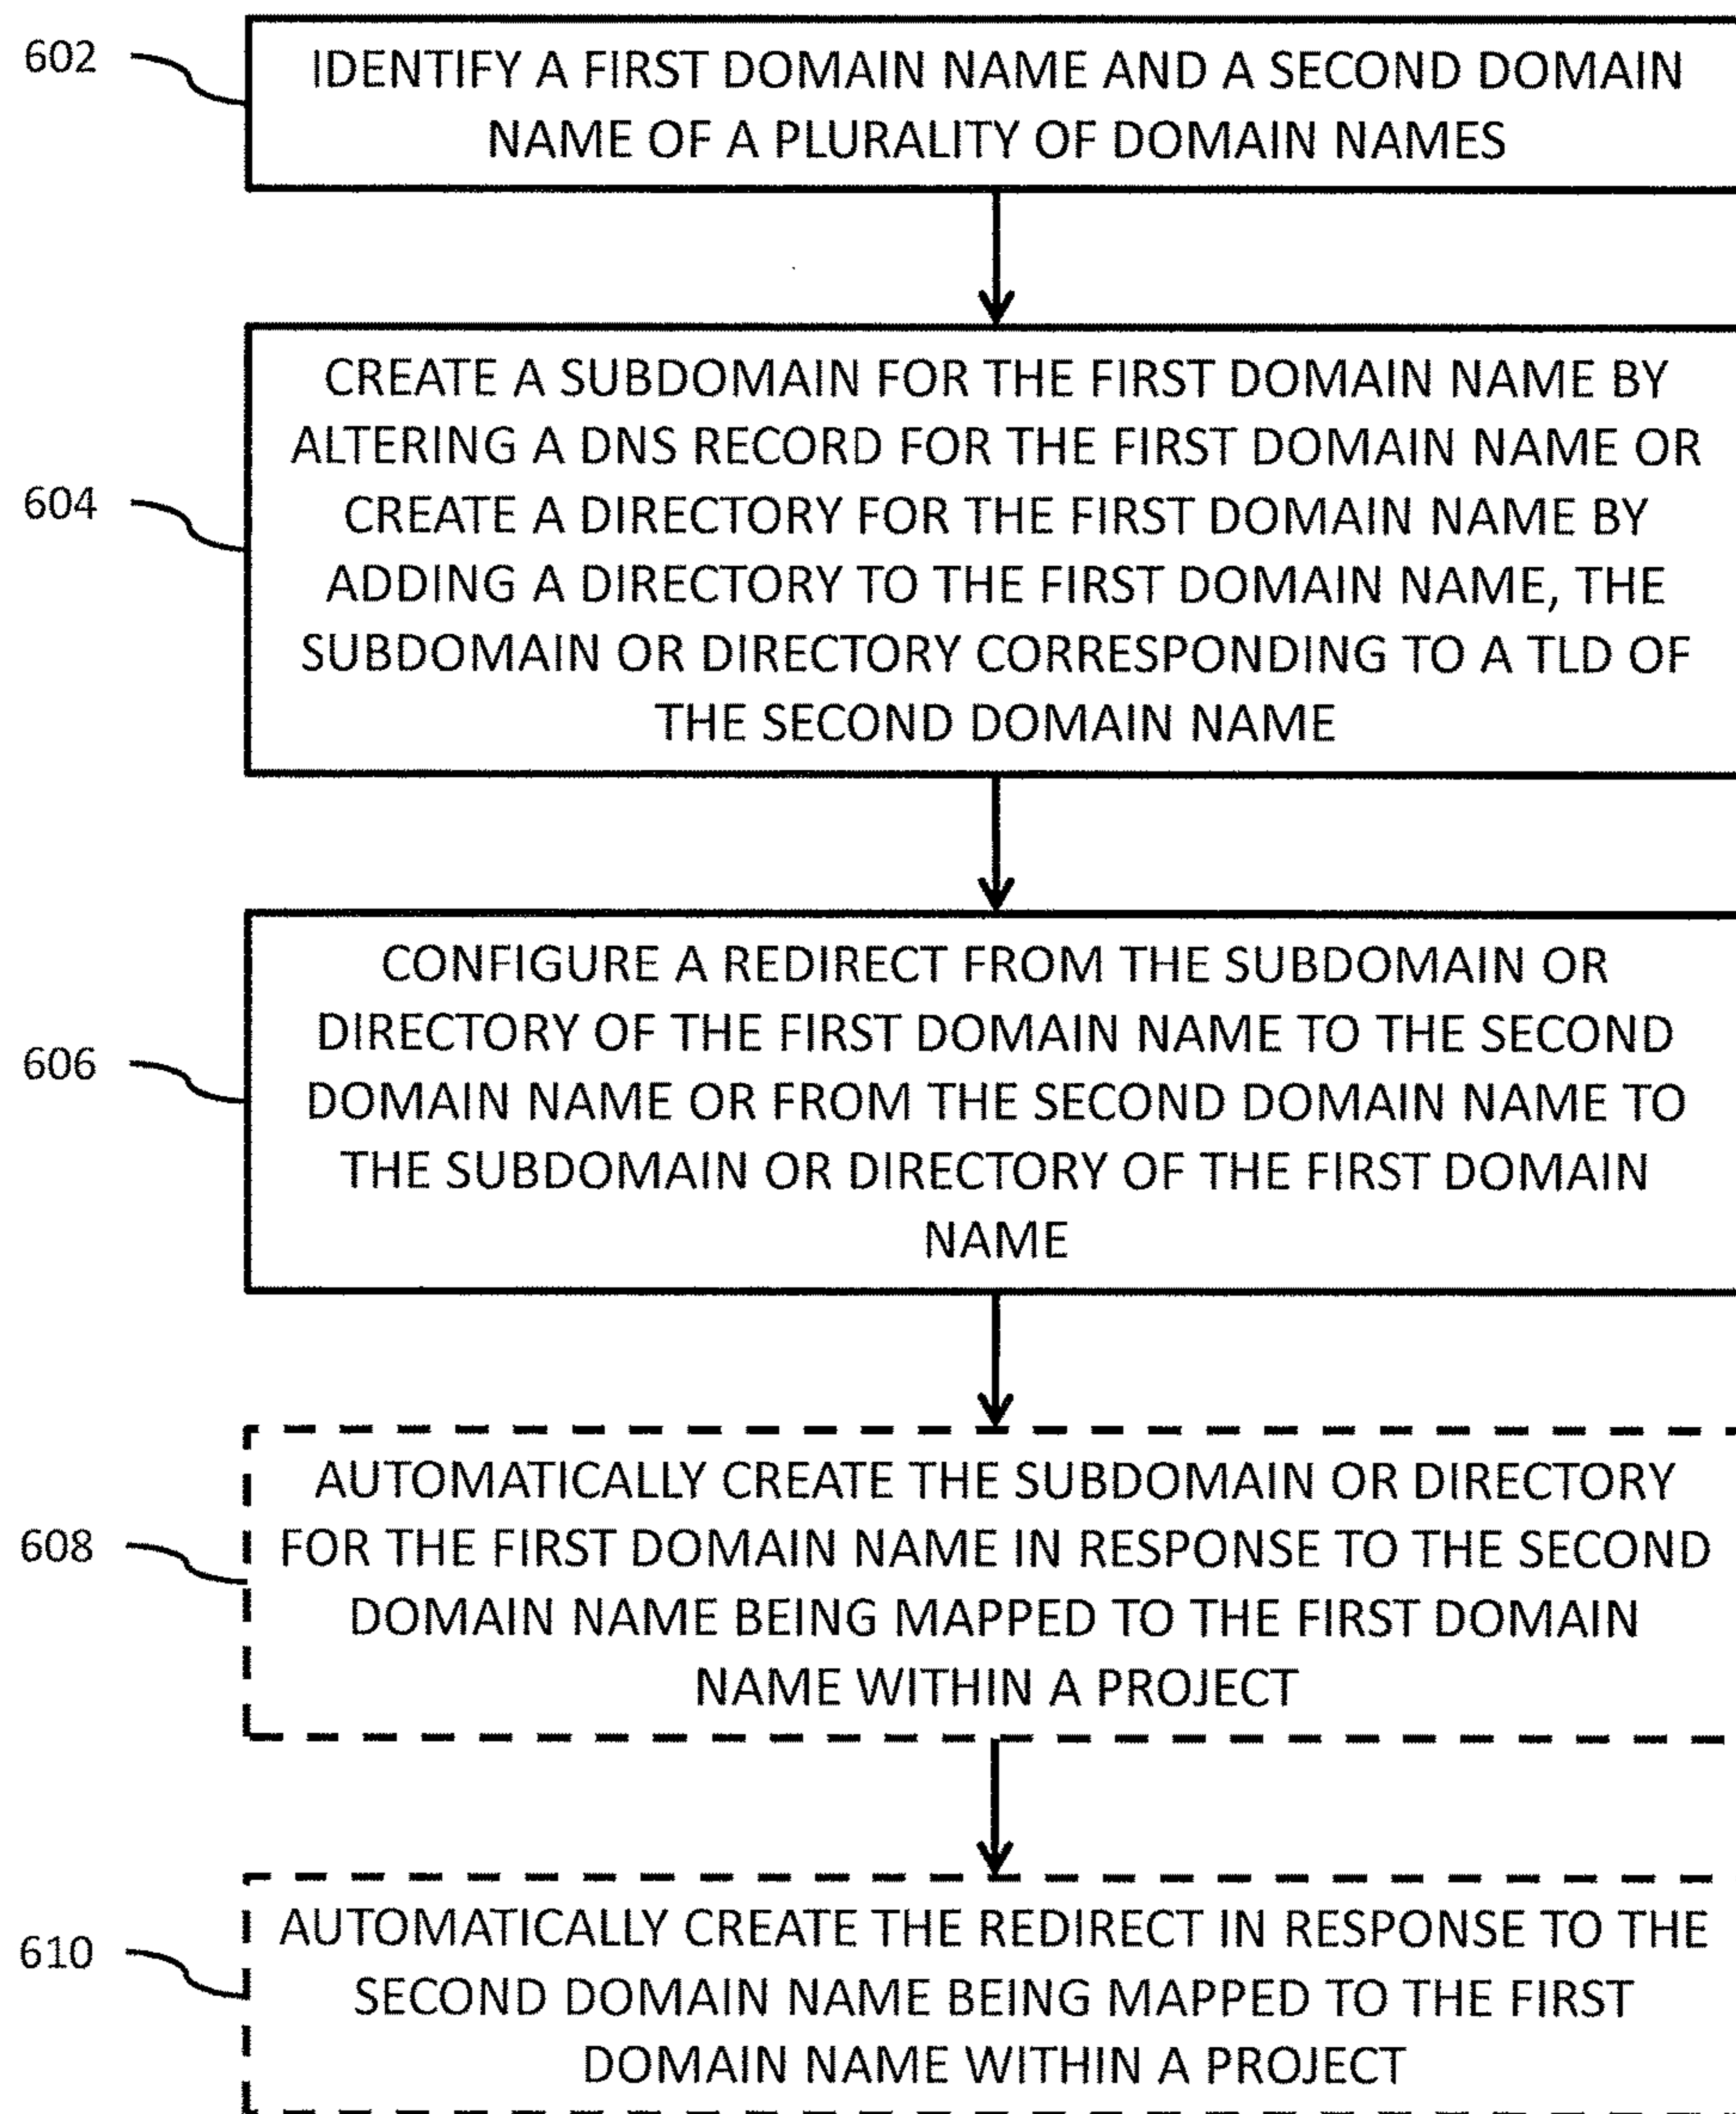 602
IDENTIFY A FIRST DOMAIN NAME AND A SECOND DOMAIN
NAME OF A PLURALITY OF DOMAIN NAMES
604
CREATE A SUBDOMAIN FOR THE FIRST DOMAIN NAME BY
ALTERING A DNS RECORD FOR THE FIRST DOMAIN NAME OR
CREATE A DIRECTORY FOR THE FIRST DOMAIN NAME BY
ADDING A DIRECTORY TO THE FIRST DOMAIN NAME, THE
SUBDOMAIN OR DIRECTORY CORRESPONDING TO A TLD OF
THE SECOND DOMAIN NAME
606
CONFIGURE A REDIRECT FROM THE SUBDOMAIN OR
DIRECTORY OF THE FIRST DOMAIN NAME TO THE SECOND
DOMAIN NAME OR FROM THE SECOND DOMAIN NAME TO
THE SUBDOMAIN OR DIRECTORY OF THE FIRST DOMAIN
NAME
608
AUTOMATICALLY CREATE THE SUBDOMAIN OR DIRECTORY
FOR THE FIRST DOMAIN NAME IN RESPONSE TO THE SECOND
DOMAIN NAME BEING MAPPED TO THE FIRST DOMAIN
NAME WITHIN A PROJECT
610
AUTOMATICALLY CREATE THE REDIRECT IN RESPONSE TO THE
SECOND DOMAIN NAME BEING MAPPED TO THE FIRST
DOMAIN NAME WITHIN A PROJECT